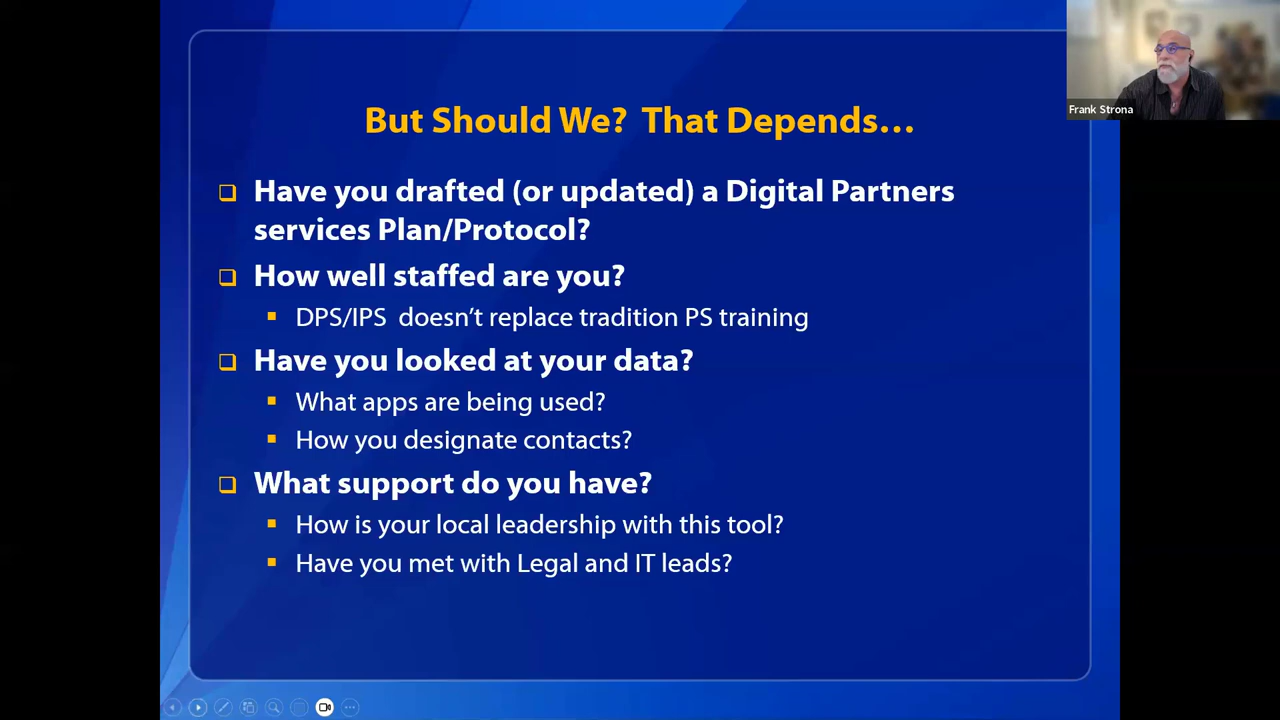 But Should We? That Depends…
Have you drafted (or updated) a Digital Partners
services Plan/Protocol?
How well staffed are you?
DPS/IPS doesn't replace tradition PS training
Have you looked at your data?
What apps are being used?
How you designate contacts?
What support do you have?
How is your local leadership with this tool?
Have you met with Legal and IT leads?
Frank Strona